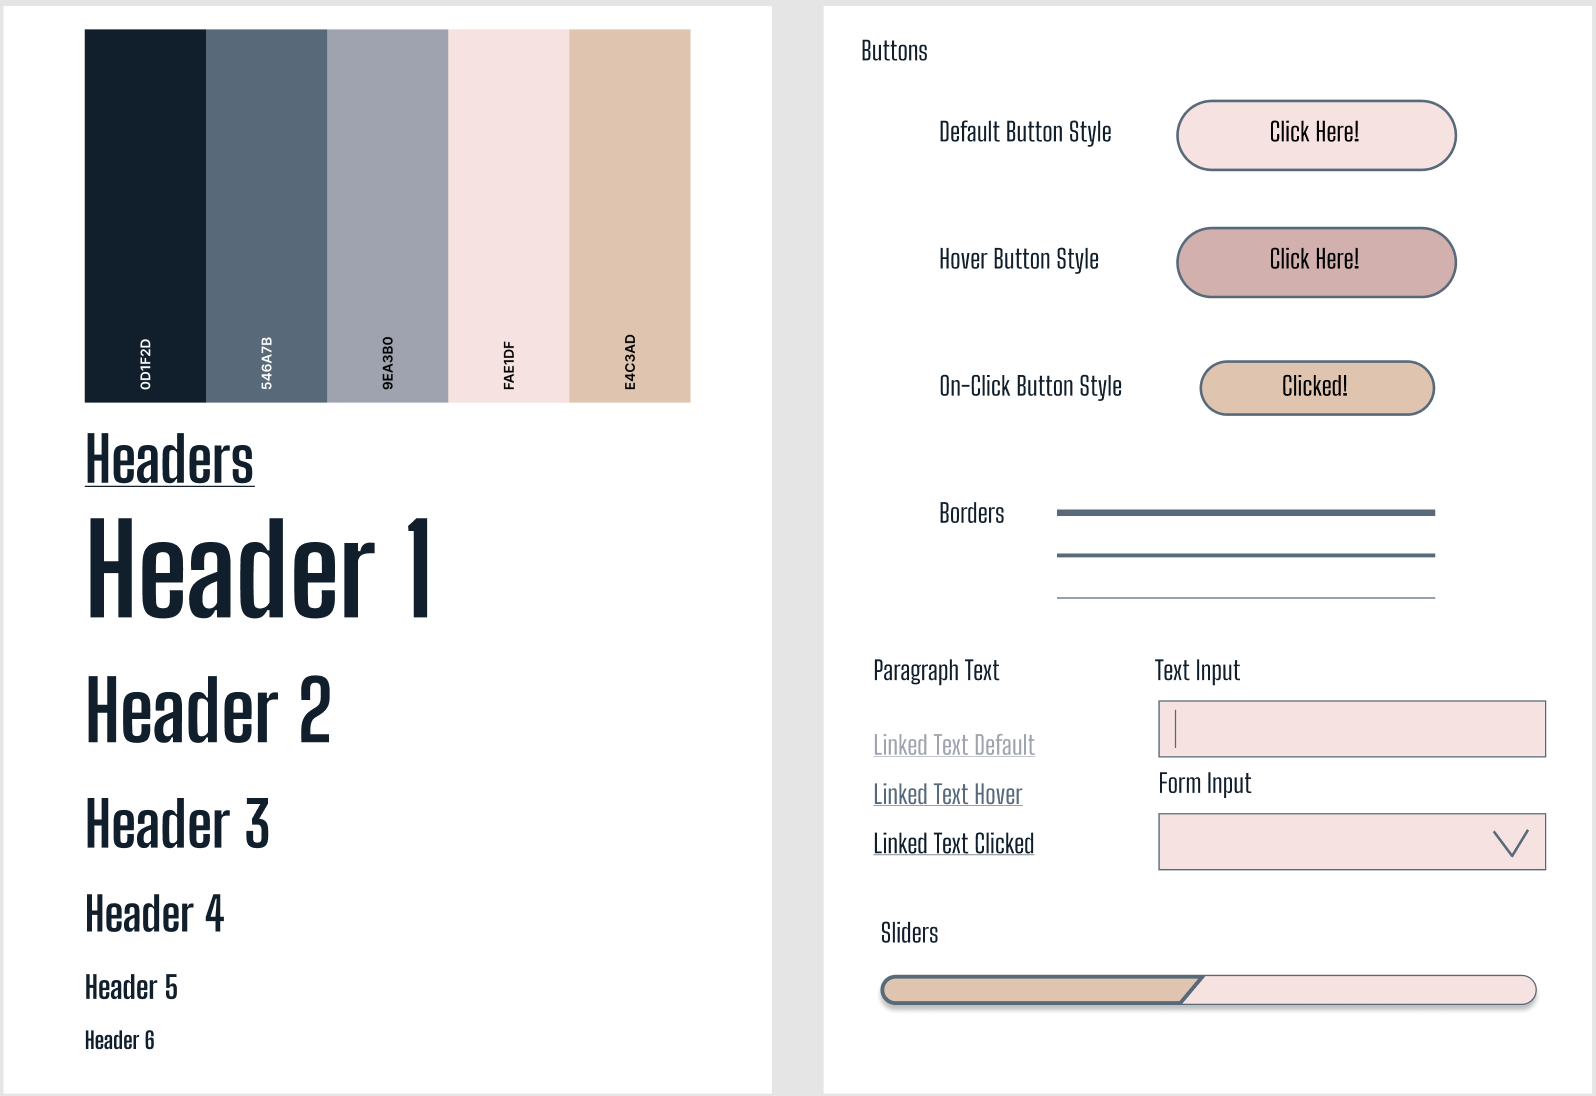 0D1F2D
546A7B
9EA3B0
FAE1DF
E4C3AD
Headers
Header 1
Header 2
Header 3
Header 4
Header 5
Header 6
Buttons
Default Button Style
Click Here!
Hover Button Style
Click Here!
On-Click Button Style
Clicked!
Borders
Paragraph Text
Linked Text Default
Linked Text Hover
Linked Text Clicked
Text Input
Form Input
Sliders